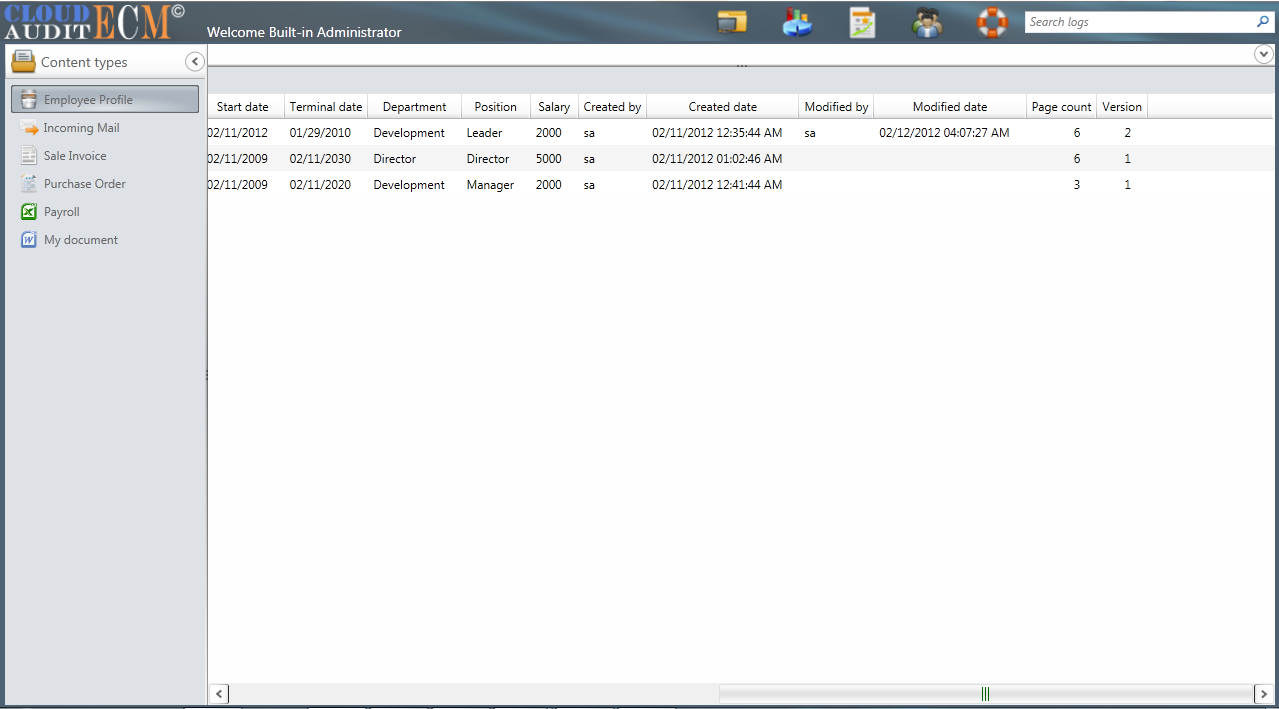 CLOUD AUDIT ECM ©
Welcome Built-in Administrator
Search logs
Content types
Employee Profile
Incoming Mail
Sale Invoice
Purchase Order
Payroll
My document
Start date Terminal date Department Position Salary Created by Created date Modified by Modified date Page count Version
02/11/2012 01/29/2010 Development Leader 2000 sa 02/11/2012 12:35:44 AM sa 02/12/2012 04:07:27 AM 6 2
02/11/2009 02/11/2030 Director Director 5000 sa 02/11/2012 01:02:46 AM 6 1
02/11/2009 02/11/2020 Development Manager 2000 sa 02/11/2012 12:41:44 AM 3 1